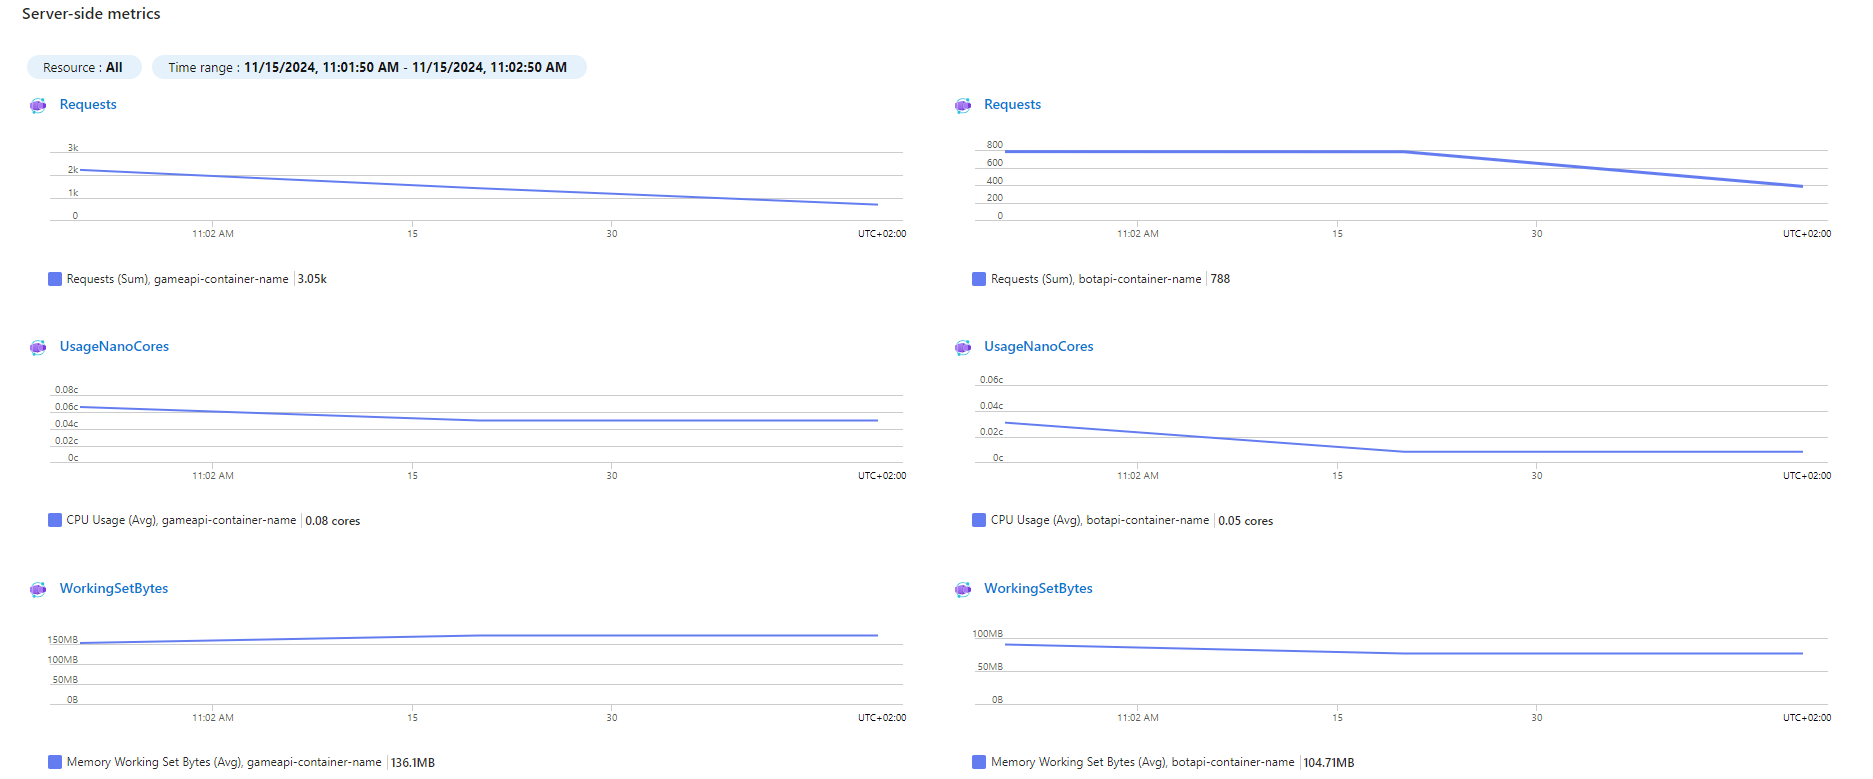 Server-side metrics
Resource : All
Time range : 11/15/2024, 11:01:50 AM - 11/15/2024, 11:02:50 AM
Requests
3k
2k
1k
0
11:02 AM 15 30 UTC+02:00
Requests (Sum), gameapi-container-name 3.05k
Requests
800
600
400
200
0
11:02 AM 15 30 UTC+02:00
Requests (Sum), botapi-container-name 788
UsageNanoCores
0.08c
0.06c
0.04c
0.02c
0c
11:02 AM 15 30 UTC+02:00
CPU Usage (Avg), gameapi-container-name 0.08 cores
UsageNanoCores
0.06c
0.04c
0.02c
0c
11:02 AM 15 30 UTC+02:00
CPU Usage (Avg), botapi-container-name 0.05 cores
WorkingSetBytes
150MB
100MB
50MB
0B
11:02 AM 15 30 UTC+02:00
Memory Working Set Bytes (Avg), gameapi-container-name 136.1MB
WorkingSetBytes
100MB
50MB
0B
11:02 AM 15 30 UTC+02:00
Memory Working Set Bytes (Avg), botapi-container-name 104.71MB